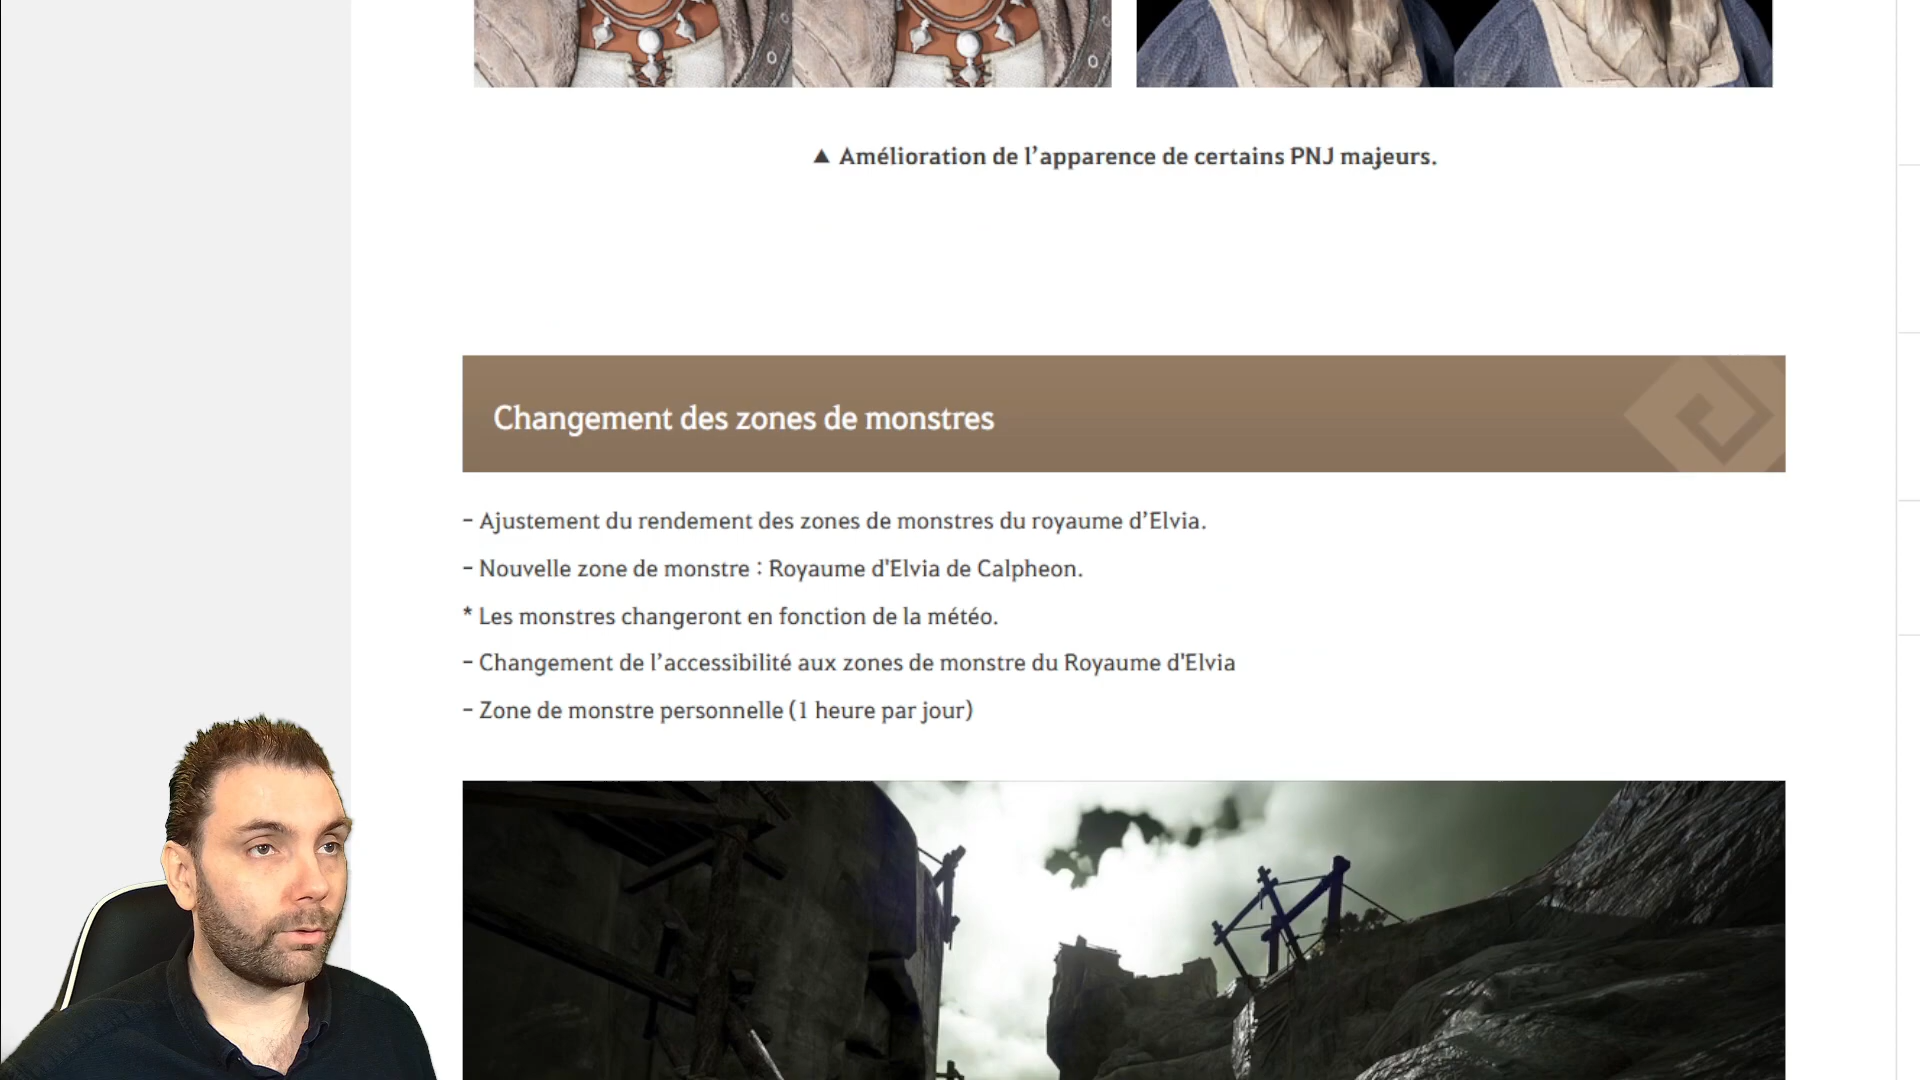 ▲ Amélioration de l’apparence de certains PNJ majeurs.
Changement des zones de monstres
- Ajustement du rendement des zones de monstres du royaume d’Elvia.
- Nouvelle zone de monstre : Royaume d'Elvia de Calpheon.
* Les monstres changeront en fonction de la météo.
- Changement de l’accessibilité aux zones de monstre du Royaume d'Elvia
- Zone de monstre personnelle (1 heure par jour)